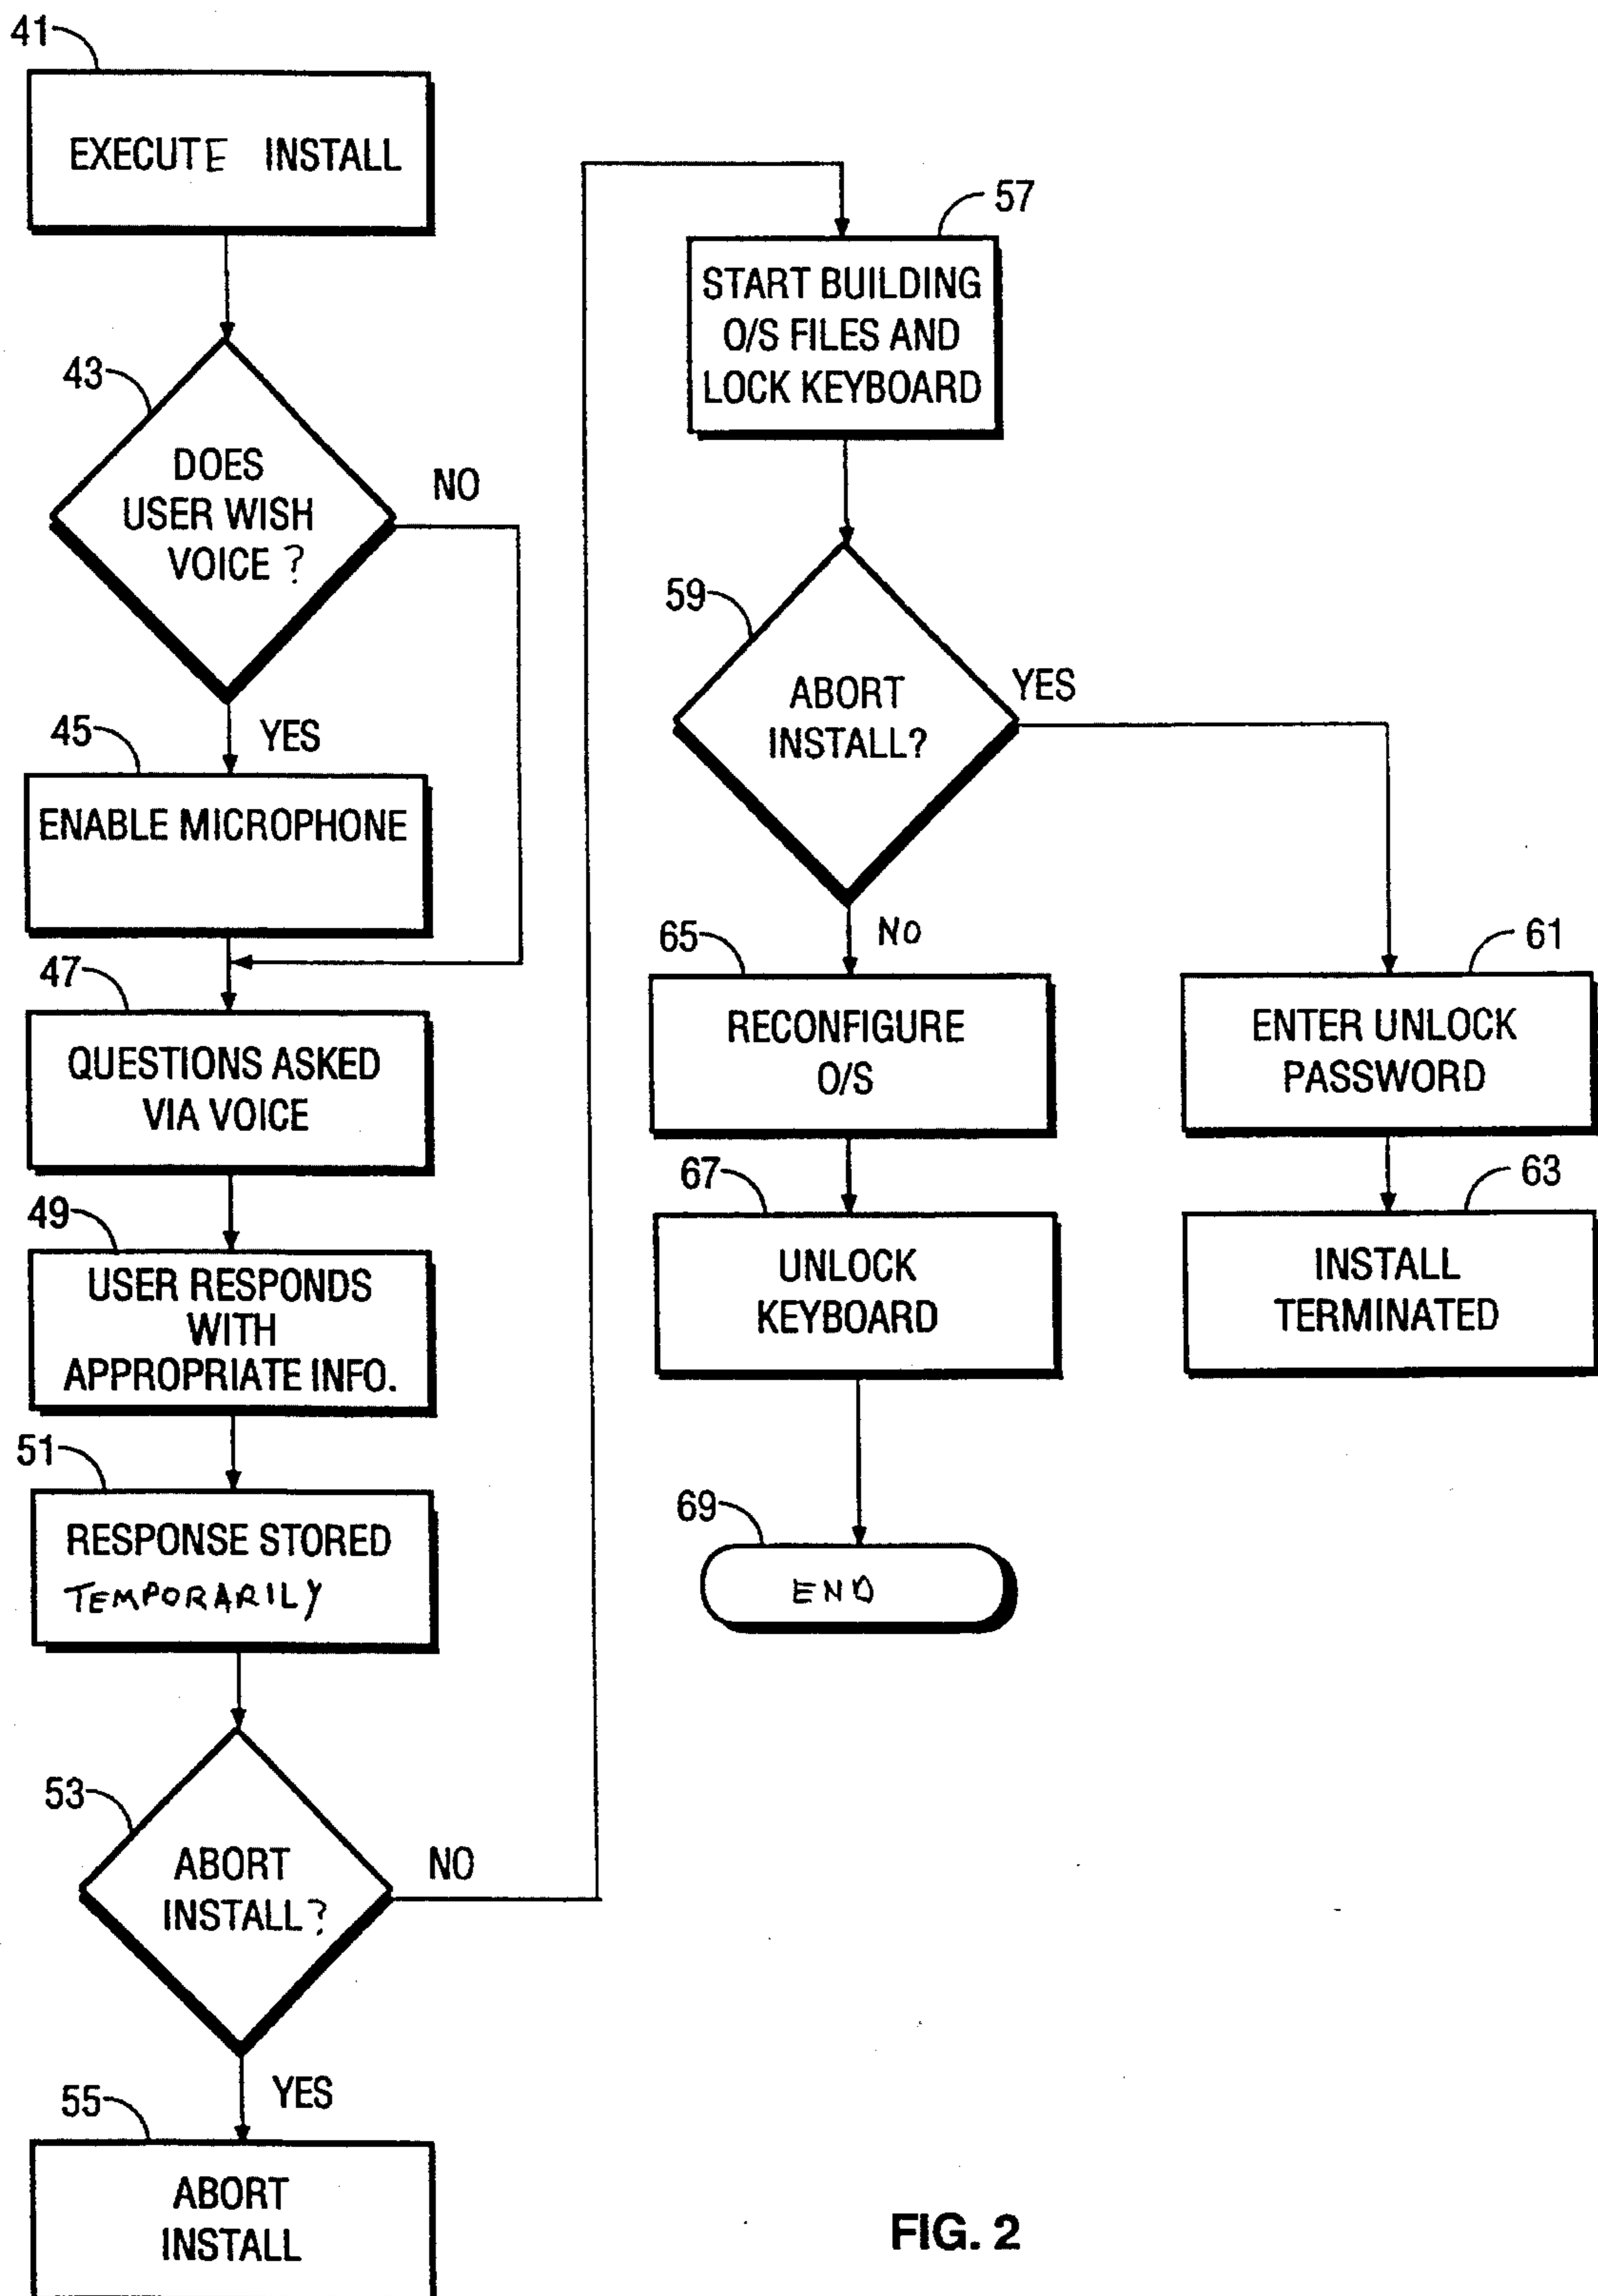 41
EXECUTE INSTALL
43
DOES
USER WISH
VOICE?
NO
YES
45
ENABLE MICROPHONE
47
QUESTIONS ASKED
VIA VOICE
49
USER RESPONDS
WITH
APPROPRIATE INFO.
51
RESPONSE STORED
TEMPORARILY
53
ABORT
INSTALL?
NO
YES
55
ABORT
INSTALL
57
START BUILDING
O/S FILES AND
LOCK KEYBOARD
59
ABORT
INSTALL?
YES
NO
65
RECONFIGURE
O/S
67
UNLOCK
KEYBOARD
69
END
61
ENTER UNLOCK
PASSWORD
63
INSTALL
TERMINATED
FIG. 2